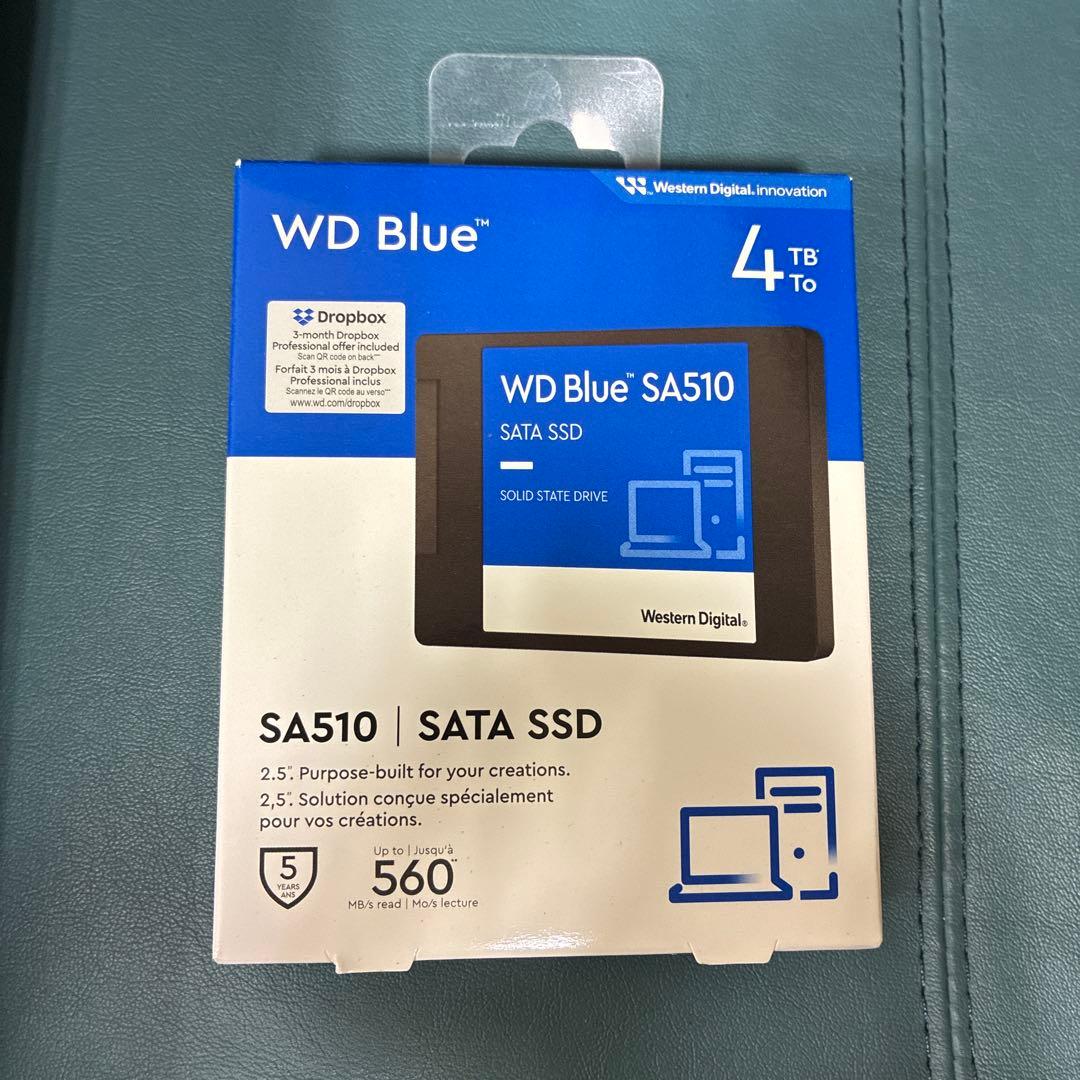 Western Digital. innovation
WD Blue™
4 TB*
To
Dropbox
3-month Dropbox
Professional offer included
Scan QR code on back***
Forfait 3 mois à Dropbox
Professional inclus
Scannez le QR code au verso***
www.wd.com/dropbox
WD Blue™ SA510
SATA SSD
SOLID STATE DRIVE
Western Digital®
SA510 | SATA SSD
2.5". Purpose-built for your creations.
2,5". Solution conçue spécialement
pour vos créations.
5
YEARS
ANS
Up to | Jusqu'à
560**
MB/s read | Mo/s lecture